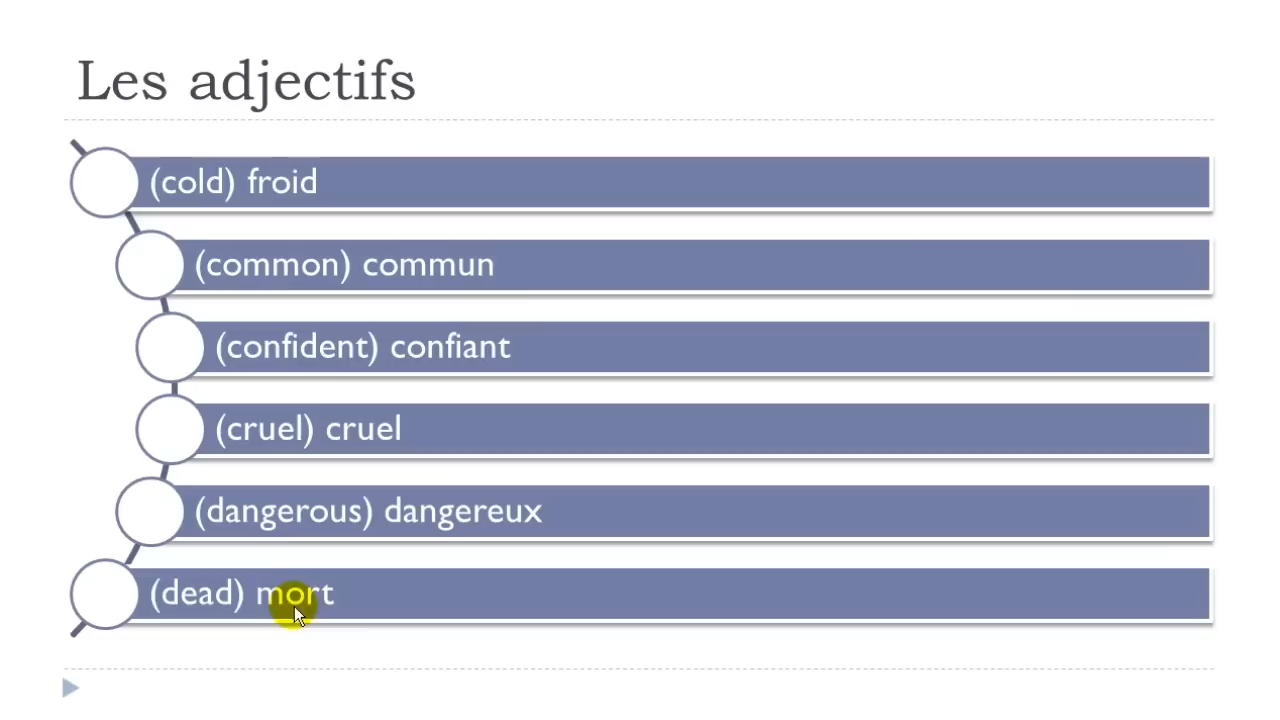 Les adjectifs
(cold) froid
(common) commun
(confident) confiant
(cruel) cruel
(dangerous) dangereux
(dead) mort